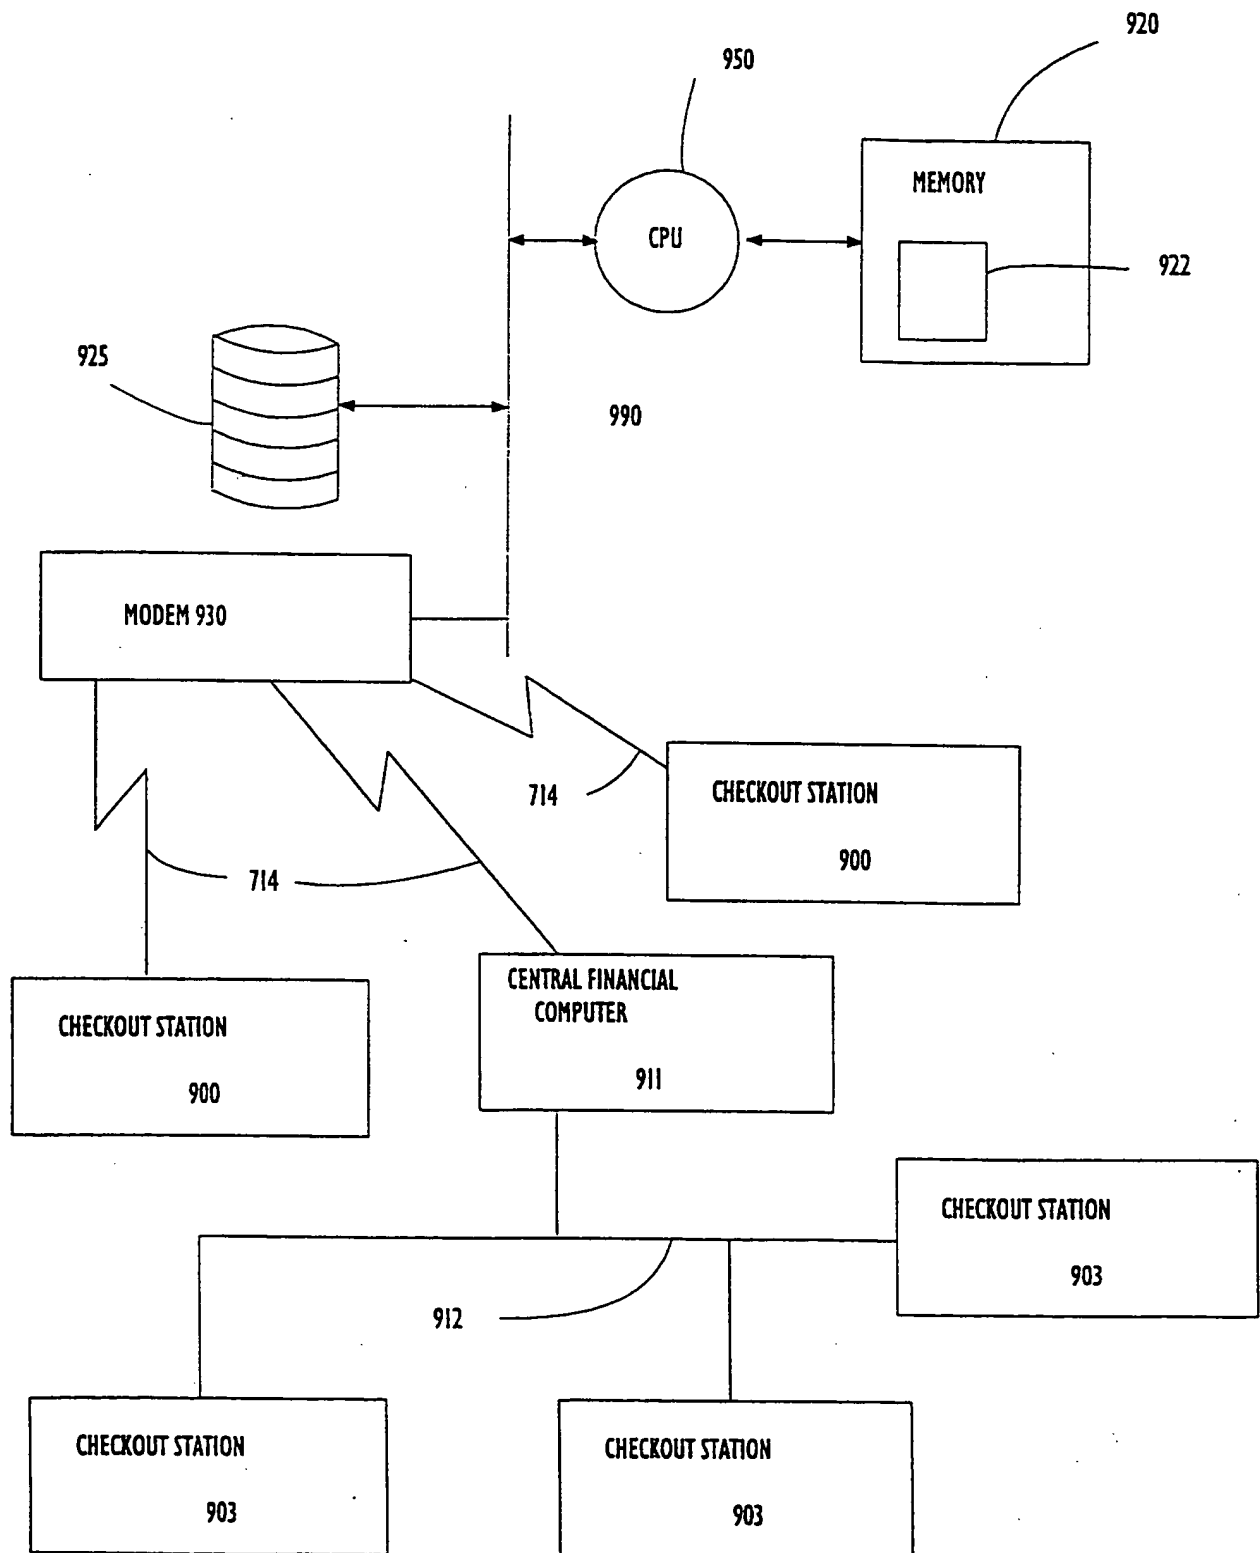 920
950
MEMORY
CPU
922
925
990
MODEM 930
714
CHECKOUT STATION
900
714
CENTRAL FINANCIAL
COMPUTER
911
CHECKOUT STATION
900
CHECKOUT STATION
903
912
CHECKOUT STATION
903
CHECKOUT STATION
903